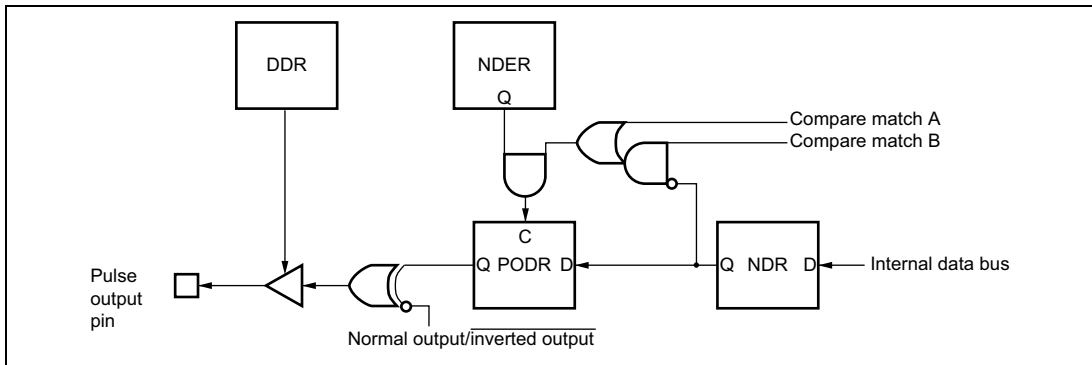 DDR
NDER
Q
Compare match A
Compare match B
C
Q PODR D
Q NDR D
Internal data bus
Pulse
output
pin
Normal output/inverted output